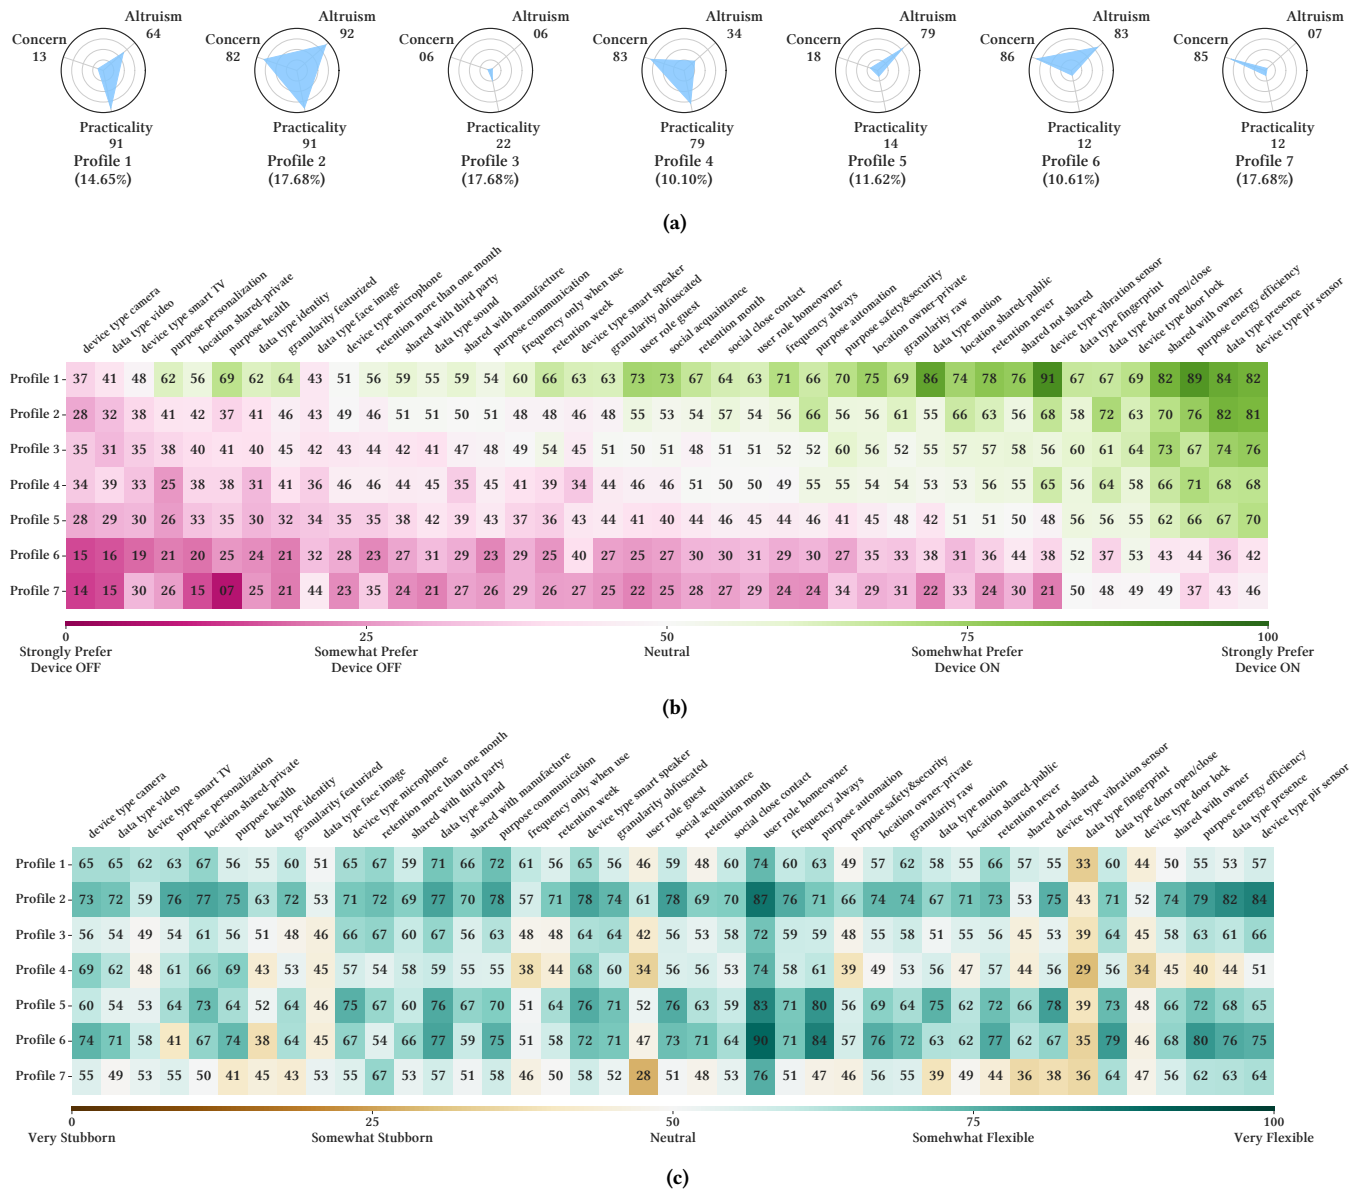 Altruism Altruism Altruism Altruism Altruism Altruism Altruism
64 92 06 34 79 83 07
Concern Concern Concern Concern Concern Concern Concern
13 82 06 83 18 86 85
Practicality Practicality Practicality Practicality Practicality Practicality Practicality
91 91 22 79 14 12 12
Profile 1 Profile 2 Profile 3 Profile 4 Profile 5 Profile 6 Profile 7
(14.65%) (17.68%) (17.68%) (10.10%) (11.62%) (10.61%) (17.68%)
(a)
device type camera
data type video
device type smart TV
purpose personalization
location shared-private
purpose health
data type identity
granularity featurized
data type face image
device type microphone
retention more than one month
shared with third party
data type sound
shared with manufacture
purpose communication
frequency only when use
retention week
device type smart speaker
granularity obfuscated
user role guest
social acquaintance
retention month
social close contact
user role homeowner
frequency always
purpose automation
purpose safety&security
location owner-private
granularity raw
data type motion
location shared-public
retention never
shared not shared
device type vibration sensor
data type fingerprint
data type door open/close
device type door lock
shared with owner
purpose energy efficiency
data type presence
device type pir sensor
Profile 1 37 41 48 62 56 69 62 64 43 51 56 59 55 59 54 60 66 63 63 73 73 67 64 63 71 66 70 75 69 86 74 78 76 91 67 67 69 82 89 84 82
Profile 2 28 32 38 41 42 37 41 46 43 49 46 51 51 50 51 48 48 46 48 55 53 54 57 54 56 66 56 56 61 55 66 63 56 68 58 72 63 70 76 82 81
Profile 3 35 31 35 38 40 41 40 45 42 43 44 42 41 47 48 49 54 45 51 50 51 48 51 51 52 52 60 56 52 55 57 57 58 56 60 61 64 73 67 74 76
Profile 4 34 39 33 25 38 38 31 41 36 46 46 44 45 35 45 41 39 34 44 46 46 51 50 50 49 55 55 54 54 53 53 56 55 65 56 64 58 66 71 68 68
Profile 5 28 29 30 26 33 35 30 32 34 35 35 38 42 39 43 37 36 43 44 41 40 44 46 45 44 46 41 45 48 42 51 51 50 48 56 56 55 62 66 67 70
Profile 6 15 16 19 21 20 25 24 21 32 28 23 27 31 29 23 29 25 40 27 25 27 30 30 31 29 30 27 35 33 38 31 36 44 38 52 37 53 43 44 36 42
Profile 7 14 15 30 26 15 07 25 21 44 23 35 24 21 27 26 29 26 27 25 22 25 28 27 29 24 24 34 29 31 22 33 24 30 21 50 48 49 49 37 43 46
0 25 50 75 100
Strongly Prefer Somewhat Prefer Neutral Somehwhat Prefer Strongly Prefer
Device OFF Device OFF Device ON Device ON
(b)
device type camera
data type video
device type smart TV
purpose personalization
location shared-private
purpose health
data type identity
granularity featurized
data type face image
device type microphone
retention more than one month
shared with third party
data type sound
shared with manufacture
purpose communication
frequency only when use
retention week
device type smart speaker
granularity obfuscated
user role guest
social acquaintance
retention month
social close contact
user role homeowner
frequency always
purpose automation
purpose safety&security
location owner-private
granularity raw
data type motion
location shared-public
retention never
shared not shared
device type vibration sensor
data type fingerprint
data type door open/close
device type door lock
shared with owner
purpose energy efficiency
data type presence
device type pir sensor
Profile 1 65 65 62 63 67 56 55 60 51 65 67 59 71 66 72 61 56 65 56 46 59 48 60 74 60 63 49 57 62 58 55 66 57 55 33 60 44 50 55 53 57
Profile 2 73 72 59 76 77 75 63 72 53 71 72 69 77 70 78 57 71 78 74 61 78 69 70 87 76 71 66 74 74 67 71 73 53 75 43 71 52 74 79 82 84
Profile 3 56 54 49 54 61 56 51 48 46 66 67 60 67 56 63 48 48 64 64 42 56 53 58 72 59 59 48 55 58 51 55 56 45 53 39 64 45 58 63 61 66
Profile 4 69 62 48 61 66 69 43 53 45 57 54 58 59 55 55 38 44 68 60 34 56 56 53 74 58 61 39 49 53 56 47 57 44 56 29 56 34 45 40 44 51
Profile 5 60 54 53 64 73 64 52 64 46 75 67 60 76 67 70 51 64 76 71 52 76 63 59 83 71 80 56 69 64 75 62 72 66 78 39 73 48 66 72 68 65
Profile 6 74 71 58 41 67 74 38 64 45 67 54 66 77 59 75 51 58 72 71 47 73 71 64 90 71 84 57 76 72 63 62 77 62 67 35 79 46 68 80 76 75
Profile 7 55 49 53 55 50 41 45 43 53 55 67 53 57 51 58 46 50 58 52 28 51 48 53 76 51 47 46 56 55 39 49 44 36 38 36 64 47 56 62 63 64
0 25 50 75 100
Very Stubborn Somewhat Stubborn Neutral Somehwhat Flexible Very Flexible
(c)